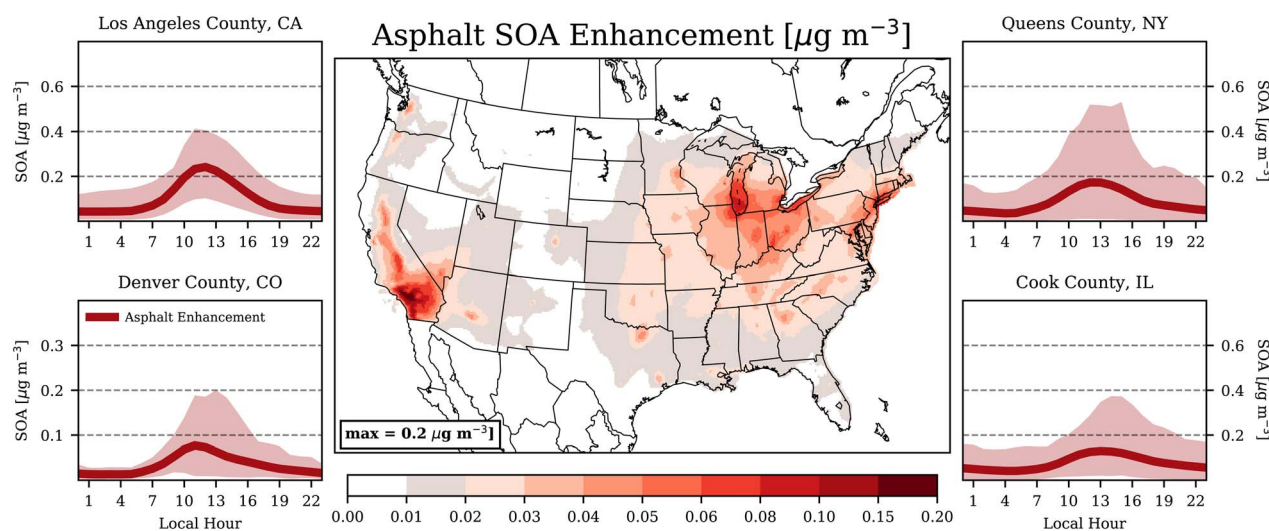 Los Angeles County, CA
SOA [μg m⁻³]
0.6
0.4
0.2
1 4 7 10 13 16 19 22
Denver County, CO
Asphalt Enhancement
SOA [μg m⁻³]
0.3
0.2
0.1
1 4 7 10 13 16 19 22
Local Hour
Asphalt SOA Enhancement [μg m⁻³]
max = 0.2 μg m⁻³]
0.00 0.01 0.02 0.03 0.04 0.05 0.06 0.08 0.10 0.15 0.20
Queens County, NY
SOA [μg m⁻³]
0.6
0.4
0.2
1 4 7 10 13 16 19 22
Cook County, IL
SOA [μg m⁻³]
0.6
0.4
0.2
1 4 7 10 13 16 19 22
Local Hour